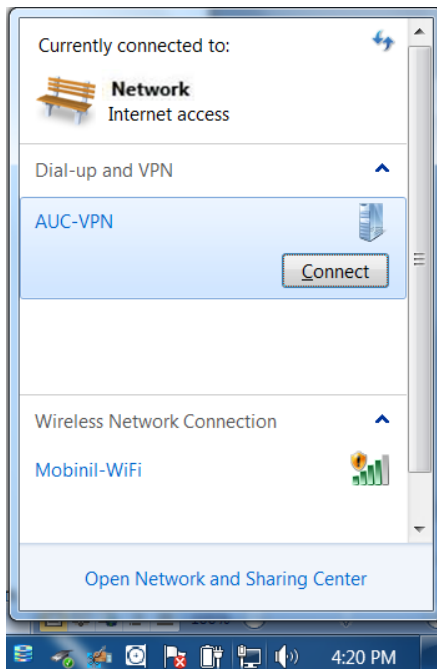 Currently connected to:
Network
Internet access
Dial-up and VPN
AUC-VPN
Connect
Wireless Network Connection
Mobinil-WiFi
Open Network and Sharing Center
4:20 PM